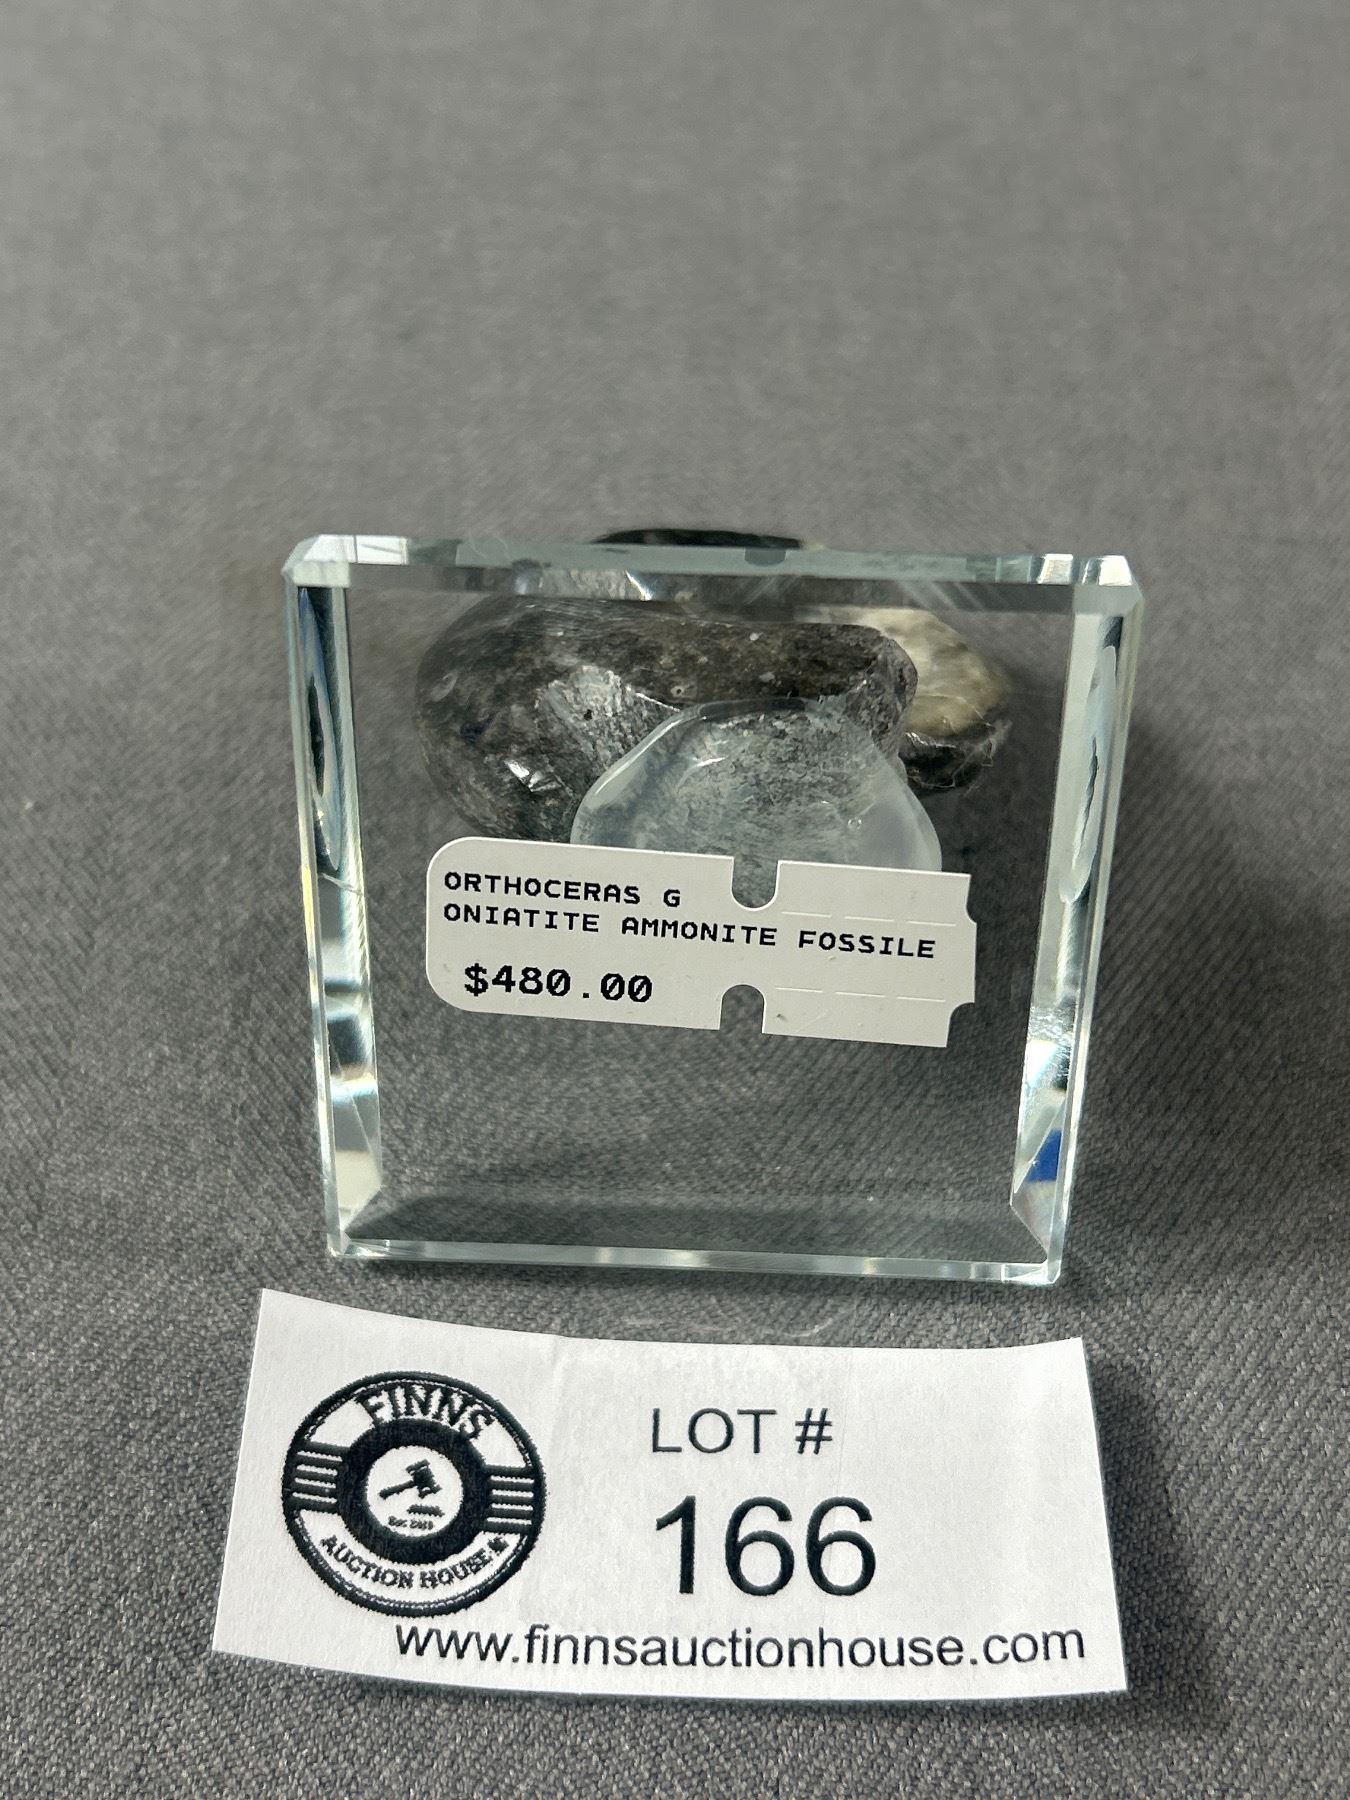 ORTHOCERAS G
ONIATITE AMMONITE FOSSILE
$480.00
FINNS
AUCTION HOUSE
LOT #
166
www.finnsauctionhouse.com